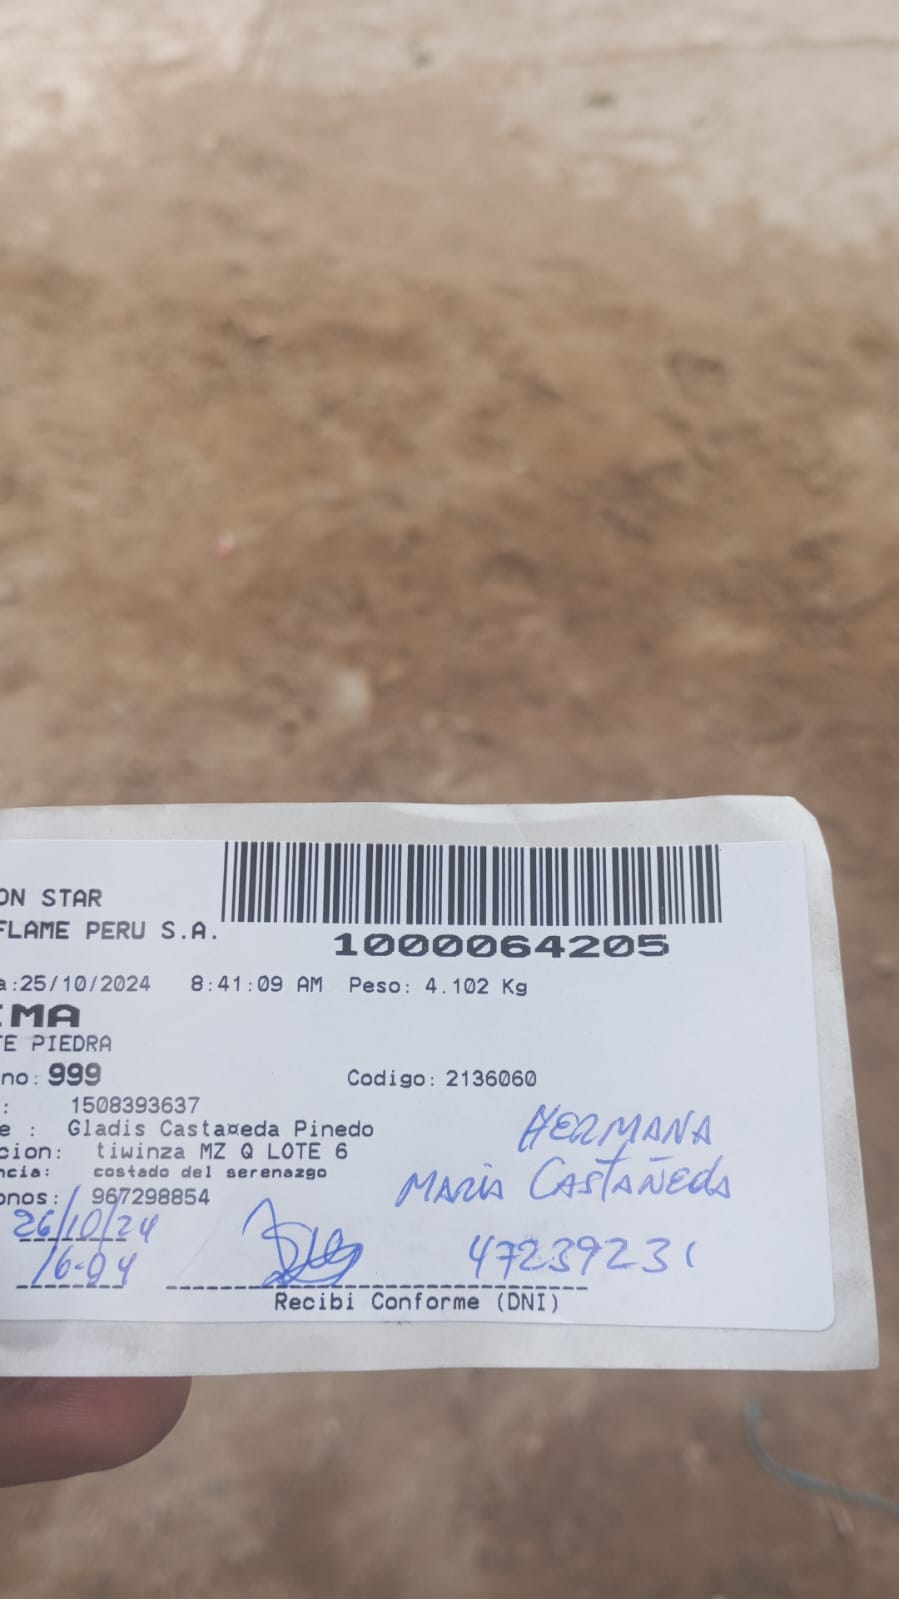 ON STAR
FLAME PERU S.A.
1000064205
a:25/10/2024 8:41:09 AM Peso: 4.102 Kg
IMA
TE PIEDRA
no: 999 Codigo: 2136060
: 1508393637
e : Gladis Casta¤eda Pinedo
cion: tiwinza MZ Q LOTE 6
ncia: costado del serenazgo
onos: 967298854
HERMANA
MARIA CASTAÑEDA
26/10/24
16-04
47239231
Recibi Conforme (DNI)